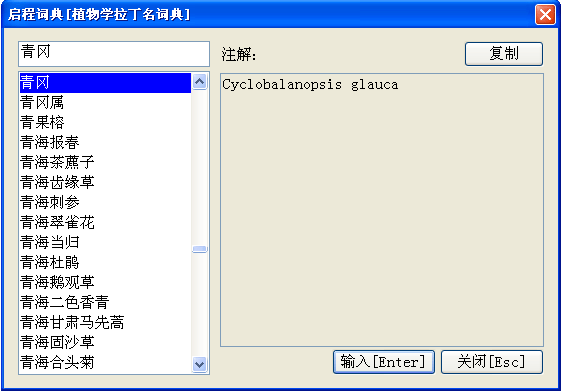 启程词典[植物学拉丁名词典]
青冈
注解：
复制
青冈
青冈属
青果榕
青海报春
青海茶藨子
青海齿缘草
青海刺参
青海翠雀花
青海当归
青海杜鹃
青海鹅观草
青海二色香青
青海甘肃马先蒿
青海固沙草
青海合头菊
Cyclobalanopsis glauca
输入[Enter]
关闭[Esc]